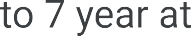 to 7 year at